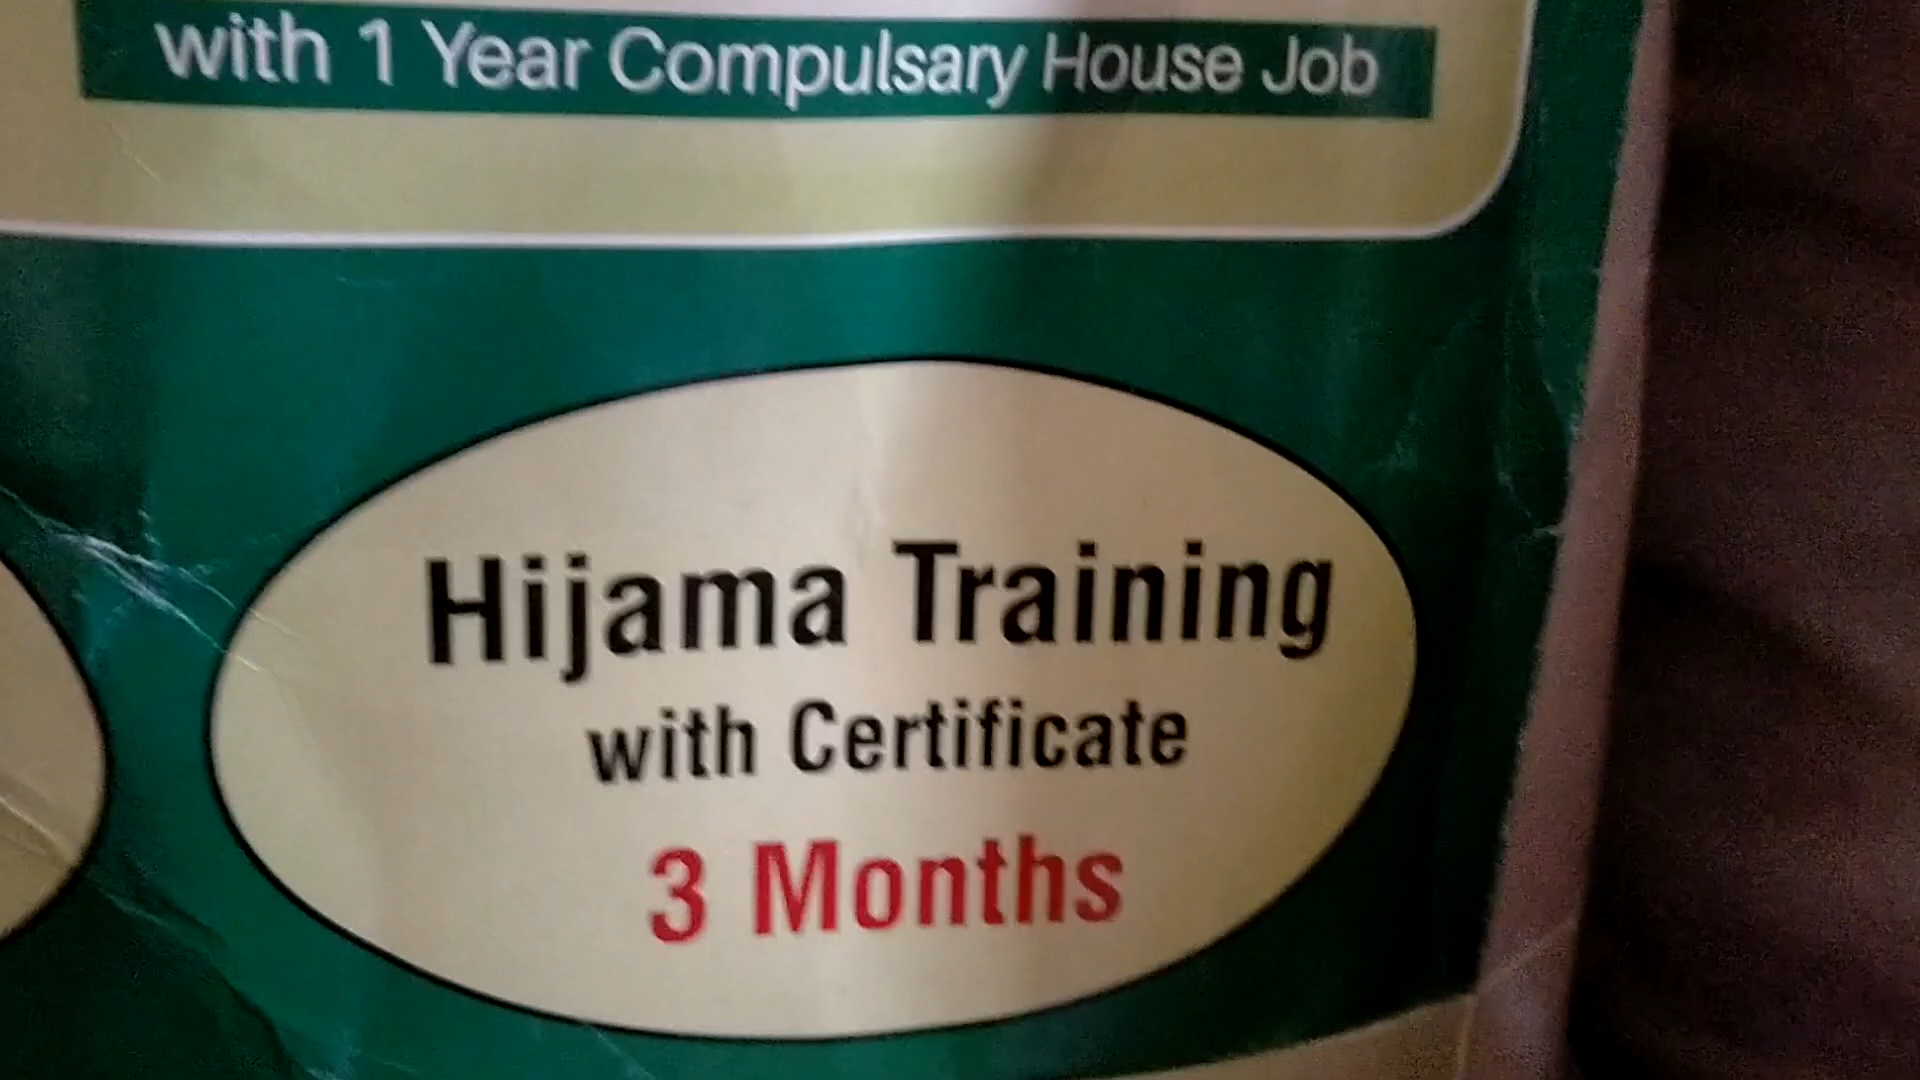 with 1 Year Compulsary House Job
Hijama Training
with Certificate
3 Months